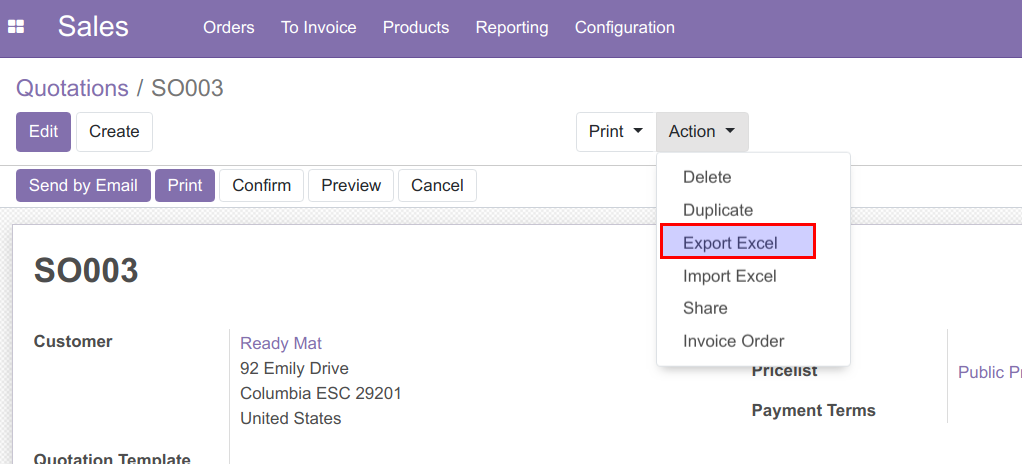 Sales Orders To Invoice Products Reporting Configuration
Quotations / SO003
Edit Create Print Action
Delete
Send by Email Print Confirm Preview Cancel
Duplicate
Export Excel
Import Excel
Share
Invoice Order
SO003
Customer Ready Mat
92 Emily Drive
Columbia ESC 29201
United States
Pricelist Public Pr
Payment Terms
Quotation Template